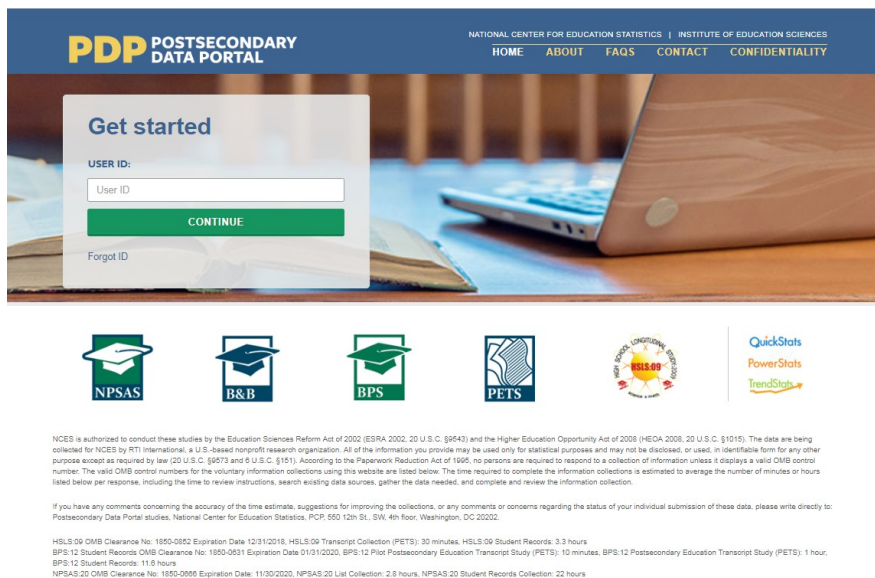 PDP POSTSECONDARY
DATA PORTAL
NATIONAL CENTER FOR EDUCATION STATISTICS | INSTITUTE OF EDUCATION SCIENCES
HOME ABOUT FAQS CONTACT CONFIDENTIALITY
Get started
USER ID:
User ID
CONTINUE
Forgot ID
NPSAS
B&B
BPS
PETS
HIGH SCHOOL LONGITUDINAL STUDY-2009
HSLS:09
science & math
QuickStats
PowerStats
TrendStats
NCES is authorized to conduct these studies by the Education Sciences Reform Act of 2002 (ESRA 2002, 20 U.S.C. §9543) and the Higher Education Opportunity Act of 2008 (HEOA 2008, 20 U.S.C. §1015). The data are being
collected for NCES by RTI International, a U.S.-based nonprofit research organization. All of the information you provide may be used only for statistical purposes and may not be disclosed, or used, in identifiable form for any other
purpose except as required by law (20 U.S.C. §9573 and 6 U.S.C. §151). According to the Paperwork Reduction Act of 1995, no persons are required to respond to a collection of information unless it displays a valid OMB control
number. The valid OMB control numbers for the voluntary information collections using this website are listed below. The time required to complete the information collections is estimated to average the number of minutes or hours
listed below per response, including the time to review instructions, search existing data sources, gather the data needed, and complete and review the information collection.
If you have any comments concerning the accuracy of the time estimate, suggestions for improving the collections, or any comments or concerns regarding the status of your individual submission of these data, please write directly to:
Postsecondary Data Portal studies, National Center for Education Statistics, PCP, 550 12th St., SW, 4th floor, Washington, DC 20202.
HSLS:09 OMB Clearance No: 1850-0852 Expiration Date 12/31/2018, HSLS:09 Transcript Collection (PETS): 30 minutes, HSLS:09 Student Records: 3.3 hours
BPS:12 Student Records OMB Clearance No: 1850-0631 Expiration Date 01/31/2020, BPS:12 Pilot Postsecondary Education Transcript Study (PETS): 10 minutes, BPS:12 Postsecondary Education Transcript Study (PETS): 1 hour,
BPS:12 Student Records: 11.6 hours
NPSAS:20 OMB Clearance No: 1850-0666 Expiration Date: 11/30/2020, NPSAS:20 List Collection: 2.8 hours, NPSAS:20 Student Records Collection: 22 hours